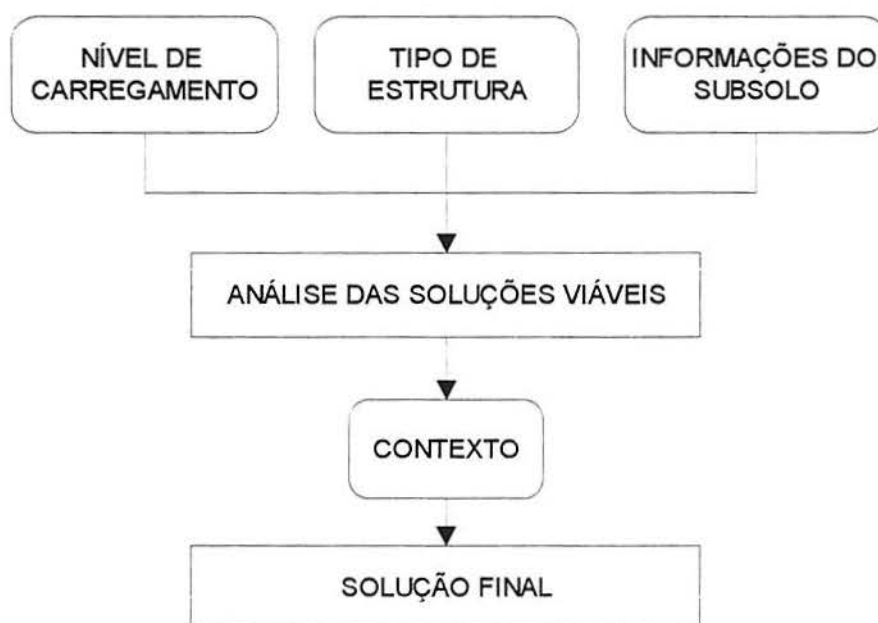 NÍVEL DE
CARREGAMENTO
TIPO DE
ESTRUTURA
INFORMAÇÕES DO
SUBSOLO
ANÁLISE DAS SOLUÇÕES VIÁVEIS
CONTEXTO
SOLUÇÃO FINAL